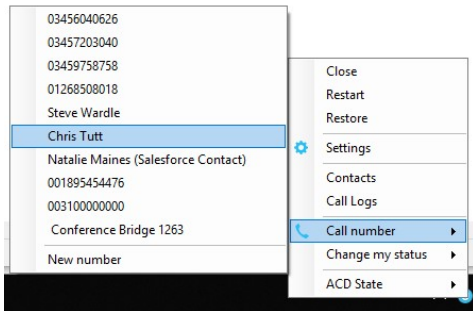 03456040626
03457203040
03459758758
01268508018
Steve Wardle
Chris Tutt
Natalie Maines (Salesforce Contact)
001895454476
003100000000
Conference Bridge 1263
New number
Close
Restart
Restore
Settings
Contacts
Call Logs
Call number
Change my status
ACD State